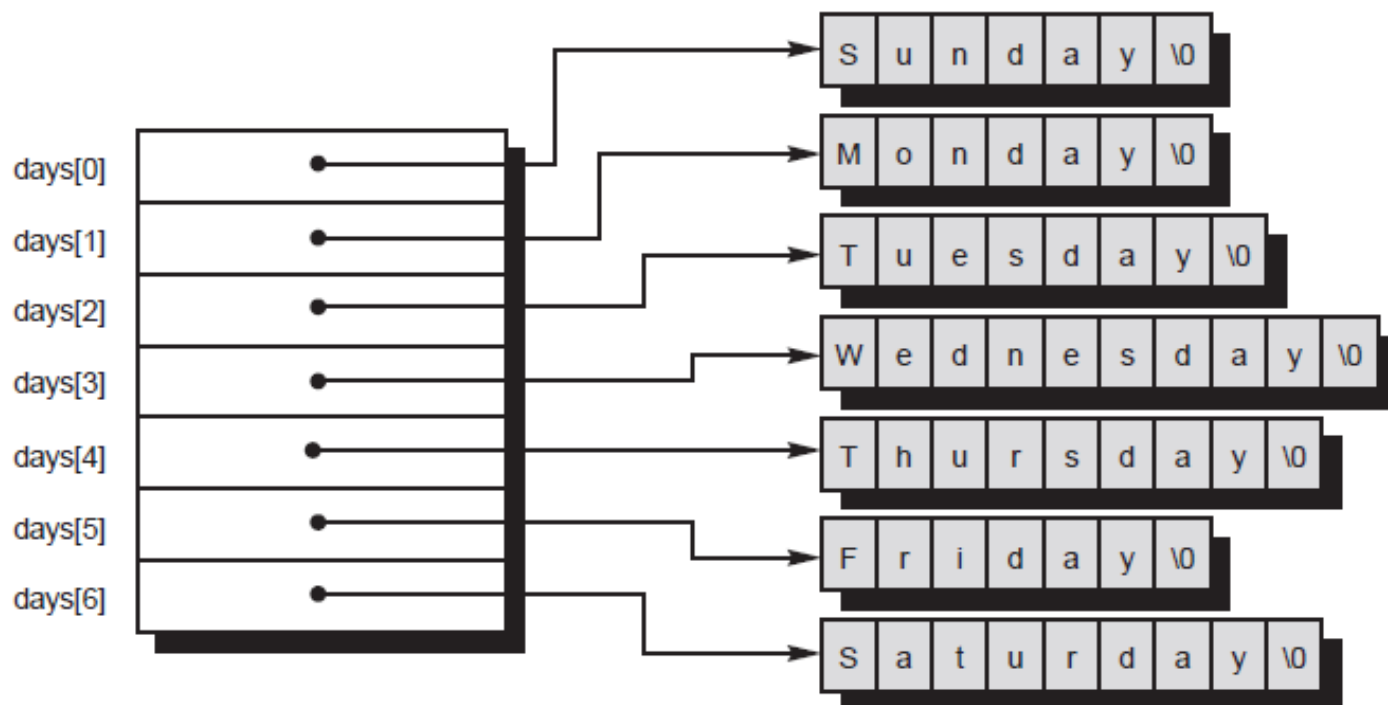 days[0]
days[1]
days[2]
days[3]
days[4]
days[5]
days[6]
S u n d a y \0
M o n d a y \0
T u e s d a y \0
W e d n e s d a y \0
T h u r s d a y \0
F r i d a y \0
S a t u r d a y \0